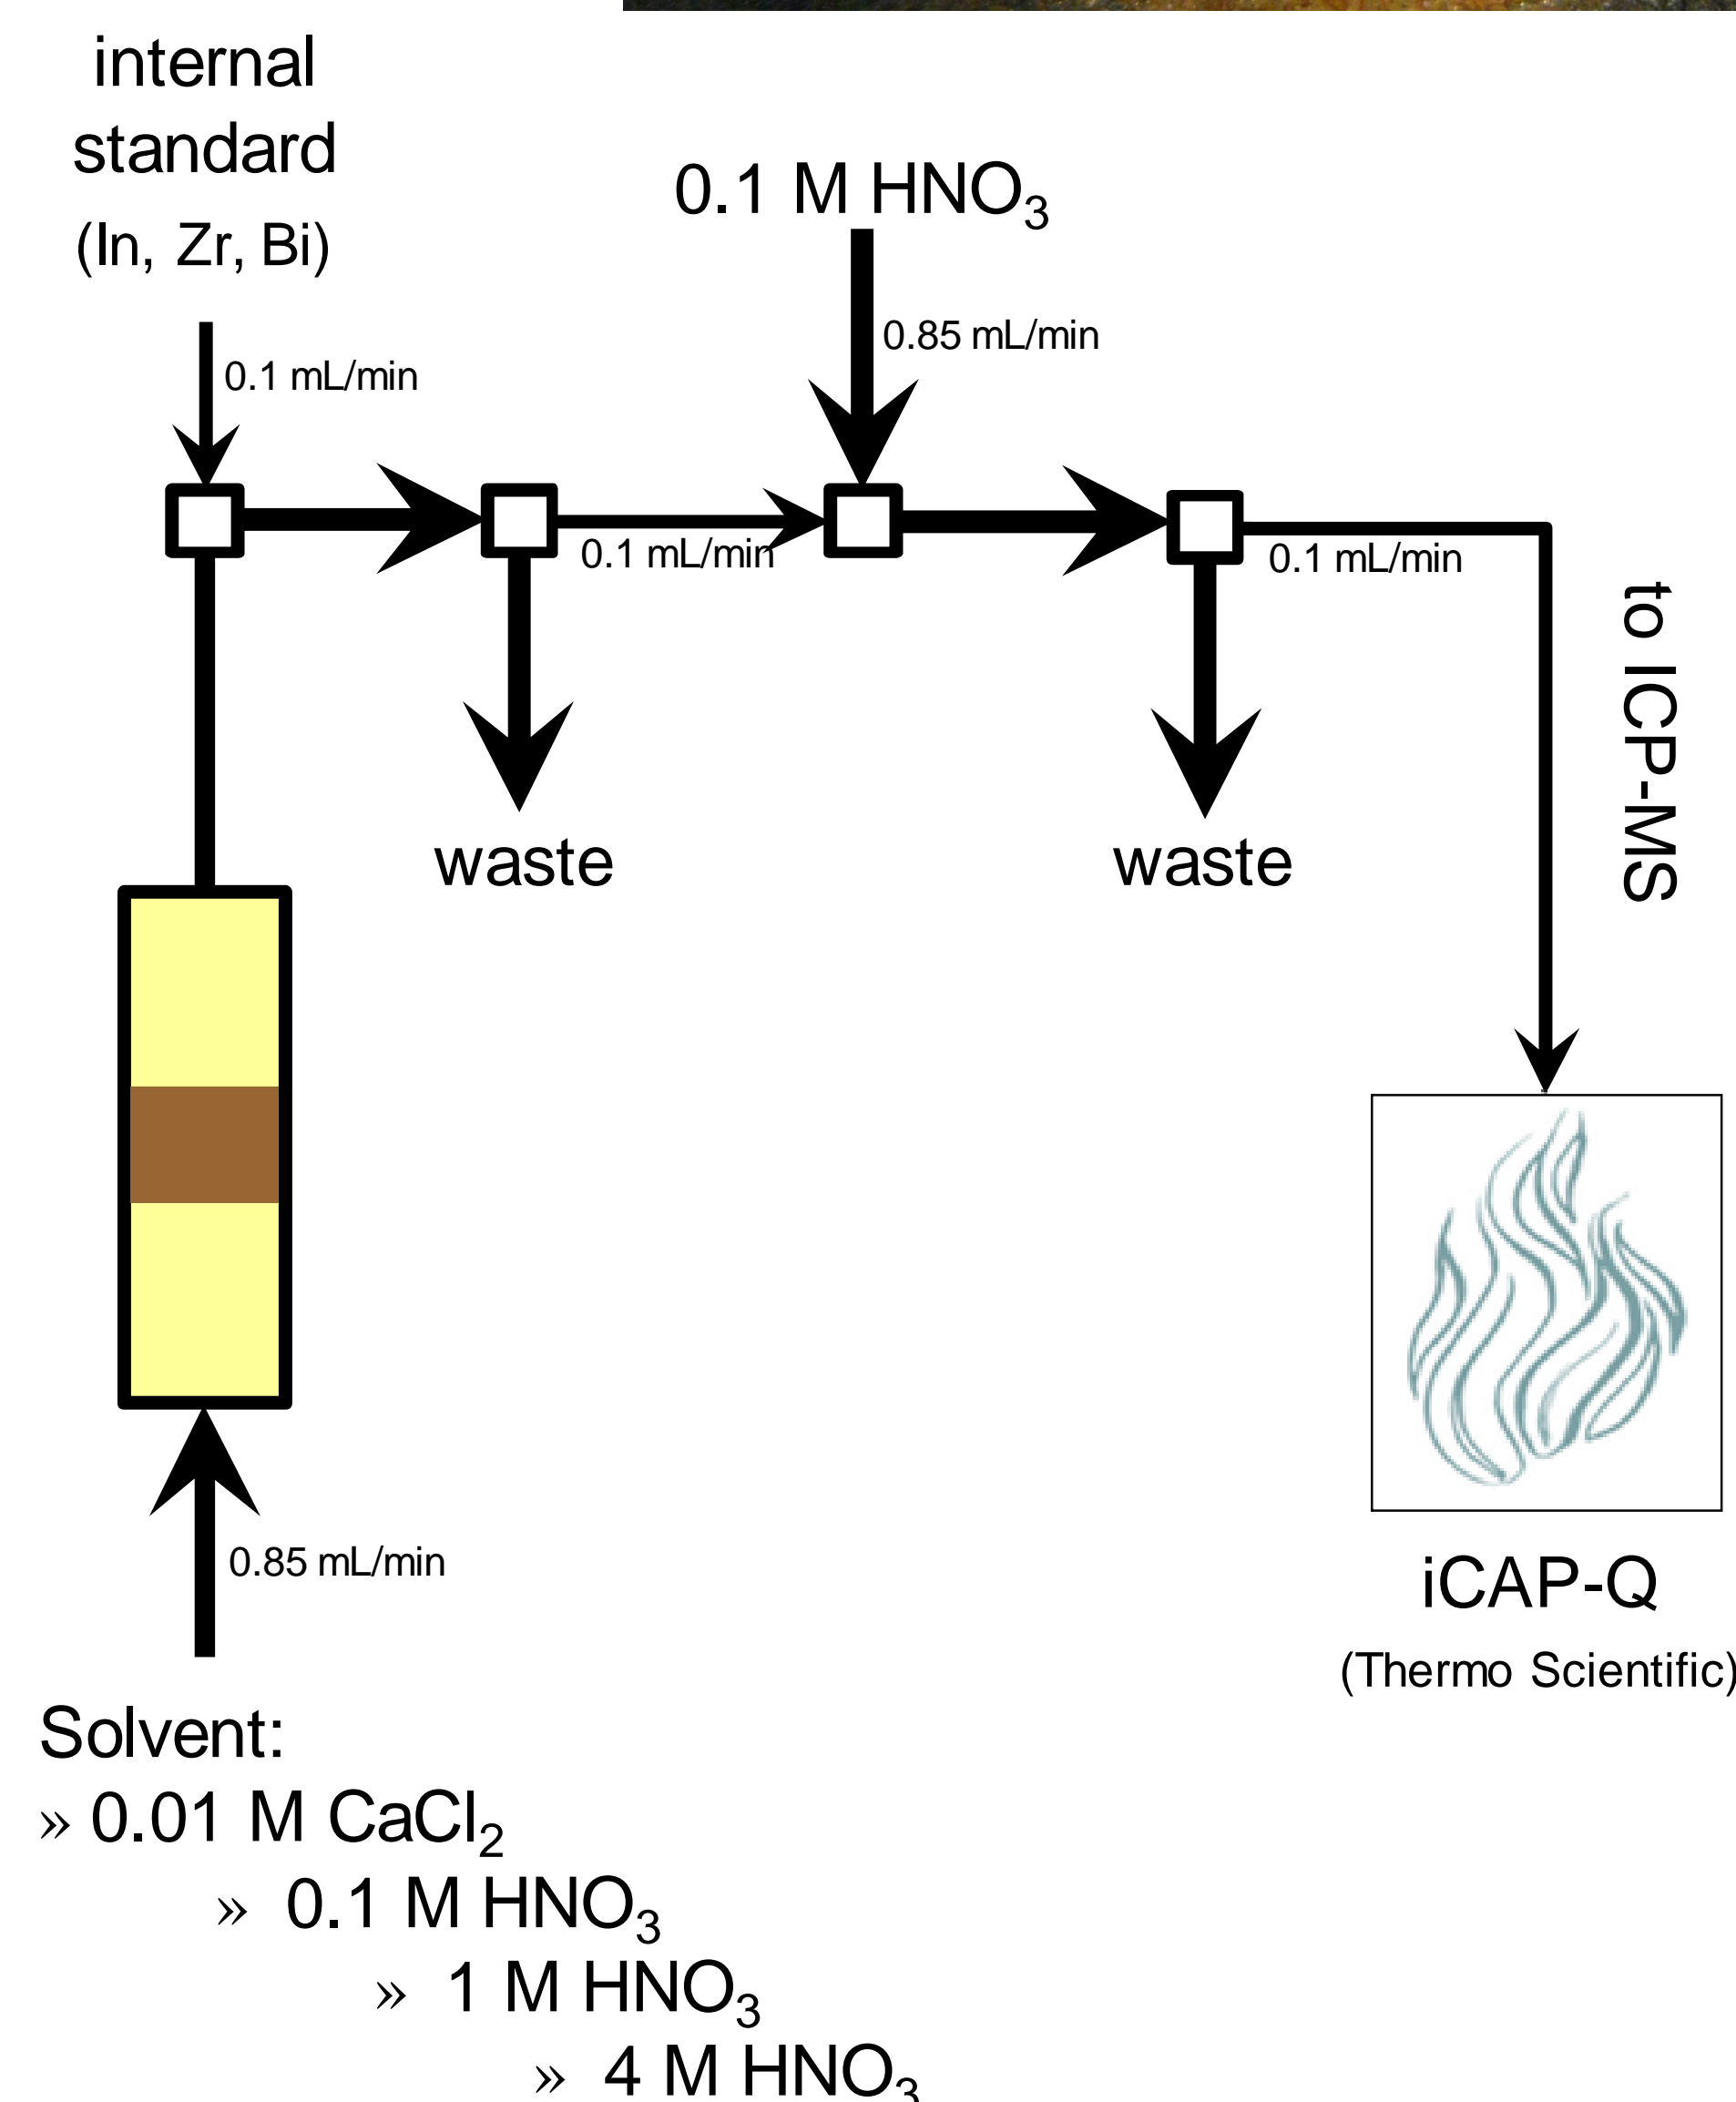 internal
standard
(In, Zr, Bi)
0.1 M HNO₃
0.85 mL/min
0.1 mL/min
0.1 mL/min
0.1 mL/min
to ICP-MS
waste
waste
0.85 mL/min
iCAP-Q
(Thermo Scientific)
Solvent:
» 0.01 M CaCl₂
» 0.1 M HNO₃
» 1 M HNO₃
» 4 M HNO₃